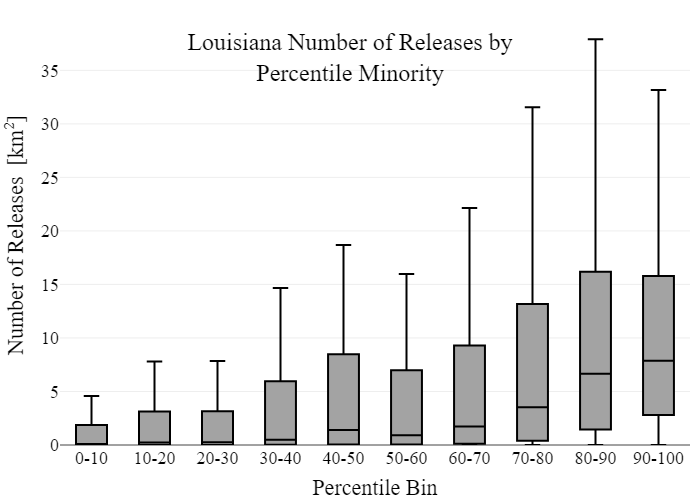 Louisiana Number of Releases by
Percentile Minority
Number of Releases [km²]
35
30
25
20
15
10
5
0
0-10 10-20 20-30 30-40 40-50 50-60 60-70 70-80 80-90 90-100
Percentile Bin